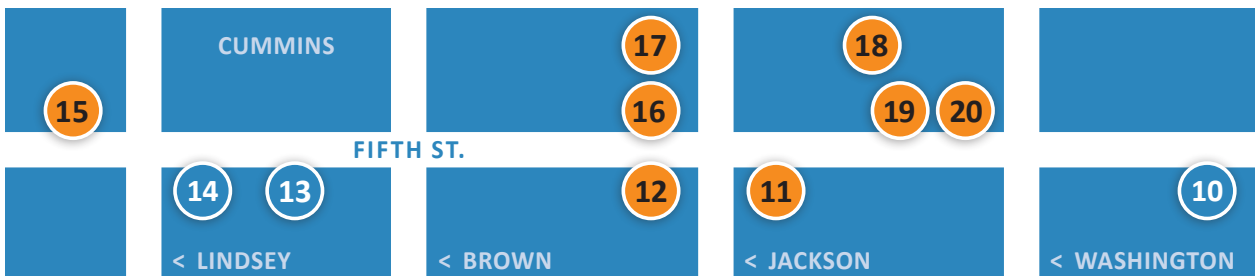 17 18
CUMMINS
15 16 19 20
FIFTH ST.
14 13 12 11 10
< LINDSEY < BROWN < JACKSON < WASHINGTON